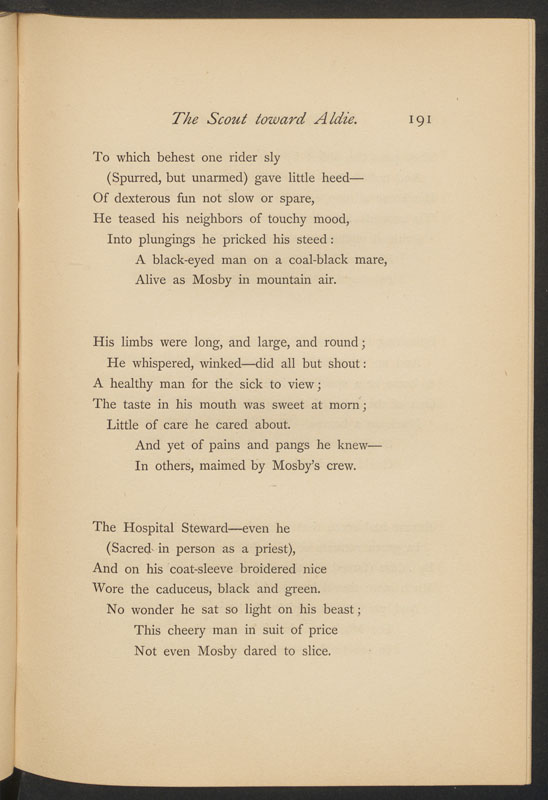 The Scout toward Aldie. 191
To which behest one rider sly
(Spurred, but unarmed) gave little heed—
Of dexterous fun not slow or spare,
He teased his neighbors of touchy mood,
Into plungings he pricked his steed:
A black-eyed man on a coal-black mare,
Alive as Mosby in mountain air.
His limbs were long, and large, and round;
He whispered, winked—did all but shout:
A healthy man for the sick to view;
The taste in his mouth was sweet at morn;
Little of care he cared about.
And yet of pains and pangs he knew—
In others, maimed by Mosby's crew.
The Hospital Steward—even he
(Sacred in person as a priest),
And on his coat-sleeve broidered nice
Wore the caduceus, black and green.
No wonder he sat so light on his beast;
This cheery man in suit of price
Not even Mosby dared to slice.